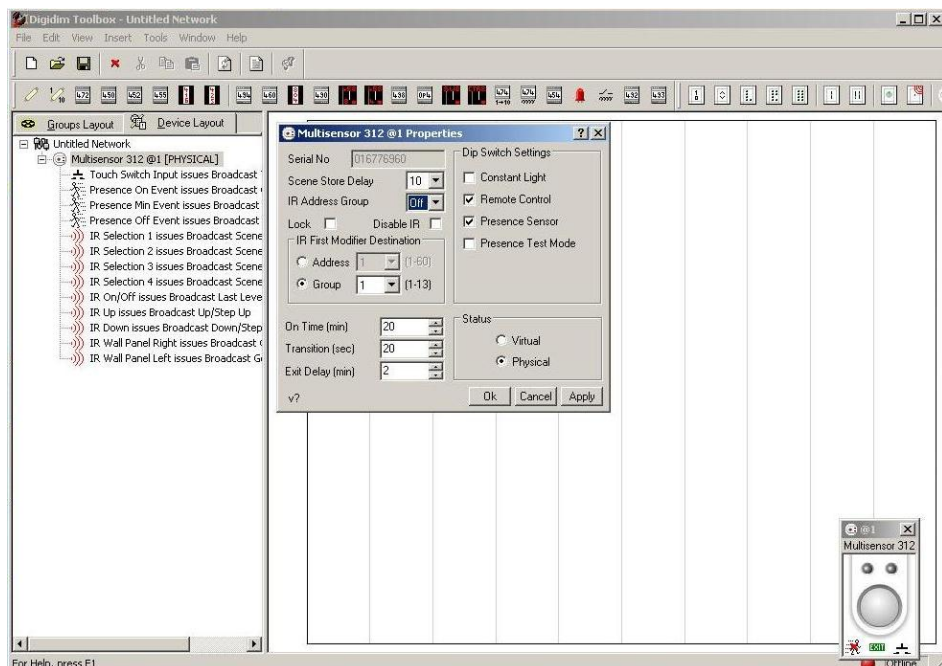 Digidim Toolbox - Untitled Network
File Edit View Insert Tools Window Help
Groups Layout Device Layout
Untitled Network
Multisensor 312 @1 [PHYSICAL]
Touch Switch Input issues Broadcast
Presence On Event issues Broadcast
Presence Min Event issues Broadcast
Presence Off Event issues Broadcast
IR Selection 1 issues Broadcast Scene
IR Selection 2 issues Broadcast Scene
IR Selection 3 issues Broadcast Scene
IR Selection 4 issues Broadcast Scene
IR On/Off issues Broadcast Last Leve
IR Up issues Broadcast Up/Step Up
IR Down issues Broadcast Down/Step
IR Wall Panel Right issues Broadcast
IR Wall Panel Left issues Broadcast G
Multisensor 312 @1 Properties
Serial No 016776960
Scene Store Delay 10
IR Address Group Off
Lock Disable IR
IR First Modifier Destination
Address 1 (1-60)
Group 1 (1-13)
On Time (min) 20
Transition (sec) 20
Exit Delay (min) 2
v?
Dip Switch Settings
Constant Light
Remote Control
Presence Sensor
Presence Test Mode
Status
Virtual
Physical
Ok Cancel Apply
@1
Multisensor 312
EXIT
For Help, press F1
Offline